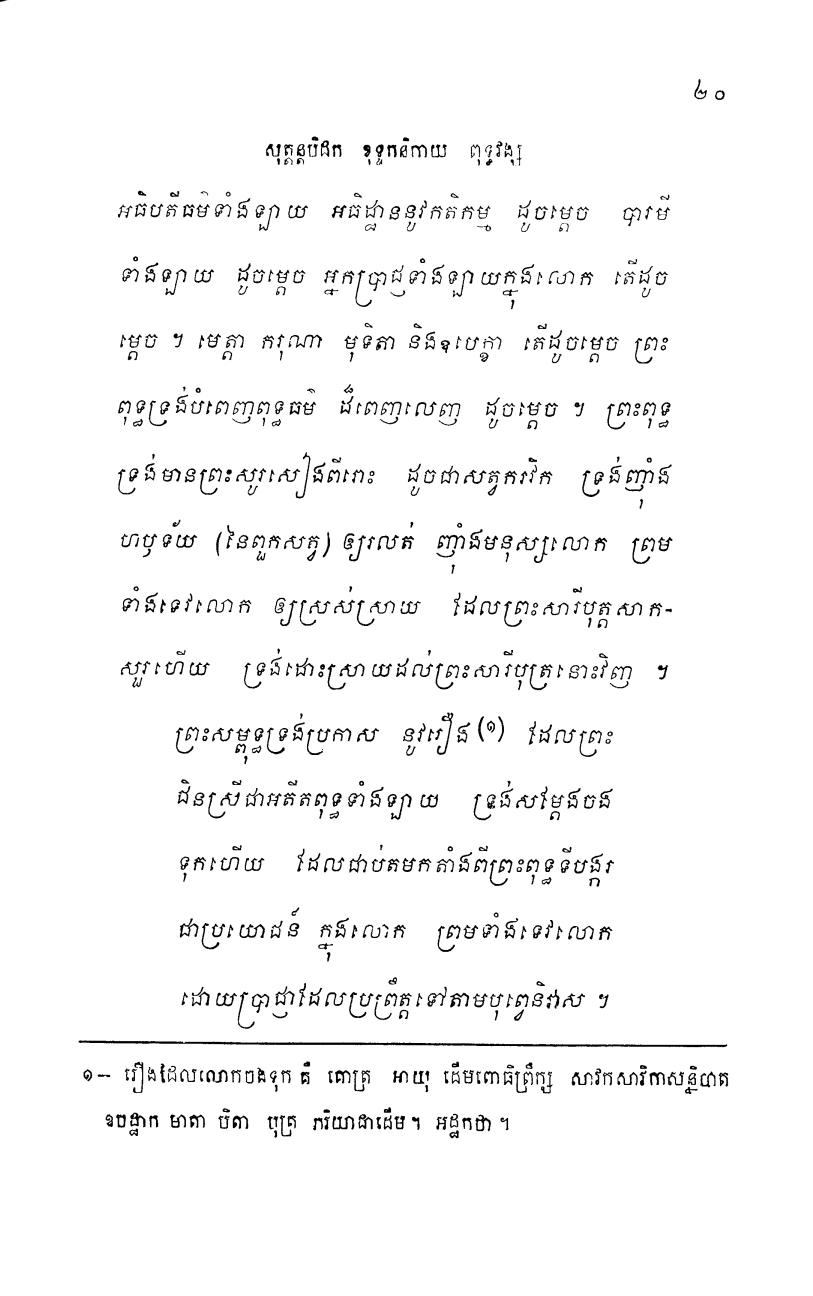 ២០
សុត្តន្តបិដក ខុទ្ទកនិកាយ ពុទ្ធវង្ស
អធិបតីធម៌ទាំងឡាយ អធិដ្ឋាននូវកតិកម្ម ដូចម្តេច បារមី
ទាំងឡាយ ដូចម្តេច អ្នកប្រាជ្ញទាំងឡាយក្នុងលោក តើដូច
ម្តេច ។ មេត្តា ករុណា មុទិតា និងឧបេក្ខា តើដូចម្តេច ព្រះ
ពុទ្ធទ្រង់បំពេញពុទ្ធធម៌ ដ៏ពេញលេញ ដូចម្តេច ។ ព្រះពុទ្ធ
ទ្រង់មានព្រះសូរសៀងពីរោះ ដូចជាសត្វករវិក ទ្រង់ញុំាង
ហឫទ័យ (នៃពួកសត្វ) ឲ្យរលត់ ញុំាងមនុស្សលោក ព្រម
ទាំងទេវលោក ឲ្យស្រស់ស្រាយ ដែលព្រះសារីបុត្តសាក-
សួរហើយ ទ្រង់ដោះស្រាយដល់ព្រះសារីបុត្រនោះវិញ ។
ព្រះសម្ពុទ្ធទ្រង់ប្រកាស នូវរឿង (១) ដែលព្រះ
ជិនស្រីជាអតីតពុទ្ធទាំងឡាយ ទ្រង់សម្តែងចង
ទុកហើយ ដែលជាប់តមកតាំងពីព្រះពុទ្ធទីបង្ករ
ជាប្រយោជន៍ ក្នុងលោក ព្រមទាំងទេវលោក
ដោយប្រាជ្ញាដែលប្រព្រឹត្តទៅតាមបុព្វេនិវាស ។
១— រឿងដែលលោកចងទុក គឺ គោត្រ អាយុ ដើមពោធិព្រឹក្ស សាវកសាវិកាសន្និបាត
ឧបដ្ឋាក មាតា បិតា បុត្រ ភរិយាជាដើម។ អដ្ឋកថា ។